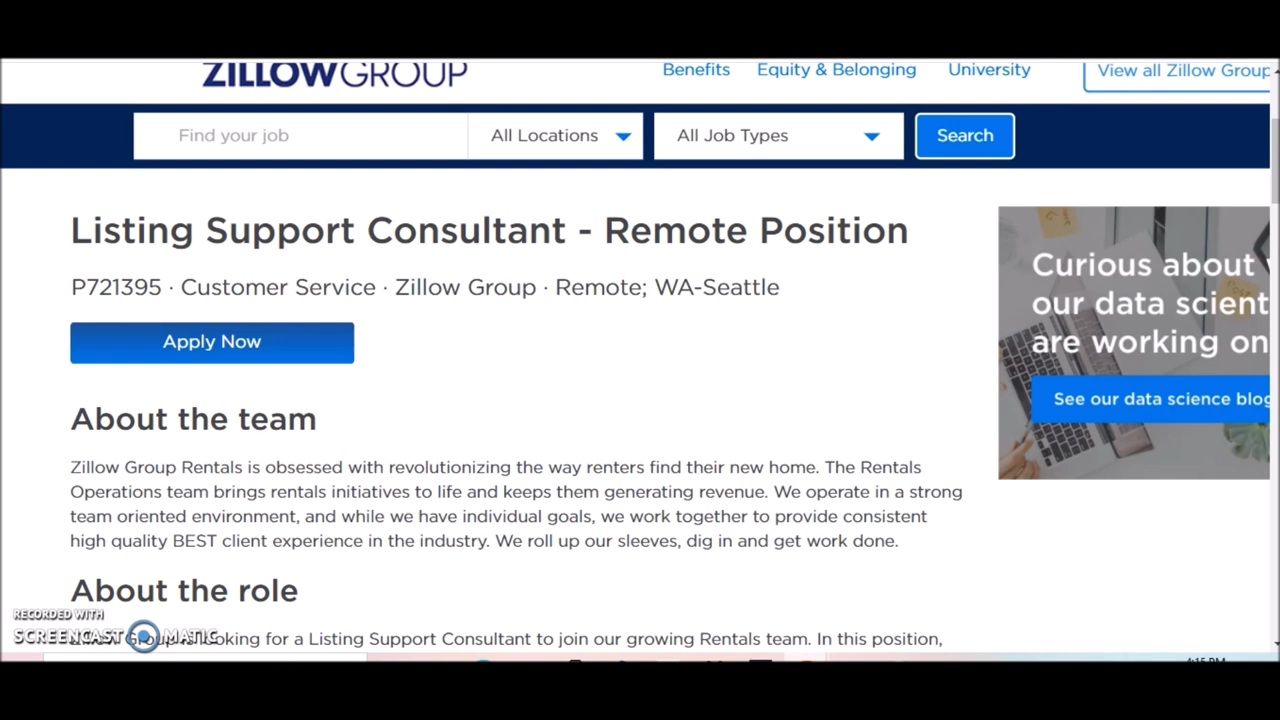 ZILLOWGROUP
Benefits Equity & Belonging University View all Zillow Group
Find your job All Locations All Job Types Search
Listing Support Consultant - Remote Position
P721395 · Customer Service · Zillow Group · Remote; WA-Seattle
Apply Now
Curious about
our data scient
are working on
See our data science blog
About the team
Zillow Group Rentals is obsessed with revolutionizing the way renters find their new home. The Rentals
Operations team brings rentals initiatives to life and keeps them generating revenue. We operate in a strong
team oriented environment, and while we have individual goals, we work together to provide consistent
high quality BEST client experience in the industry. We roll up our sleeves, dig in and get work done.
About the role
Zillow Group is looking for a Listing Support Consultant to join our growing Rentals team. In this position,
RECORDED WITH
SCREENCAST MATIC
4:15 PM